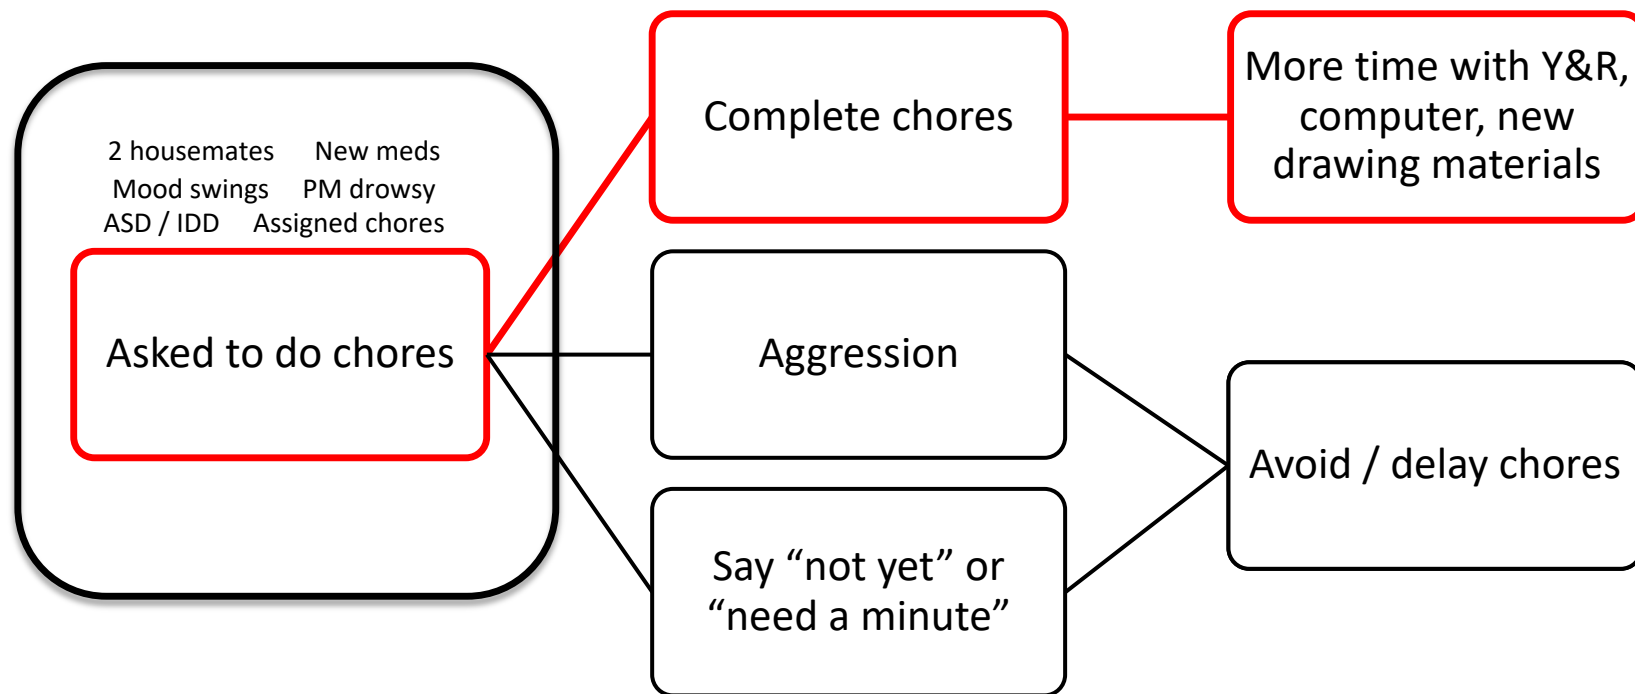 2 housemates New meds
Mood swings PM drowsy
ASD / IDD Assigned chores
Asked to do chores
Complete chores
More time with Y&R,
computer, new
drawing materials
Aggression
Say “not yet” or
“need a minute”
Avoid / delay chores